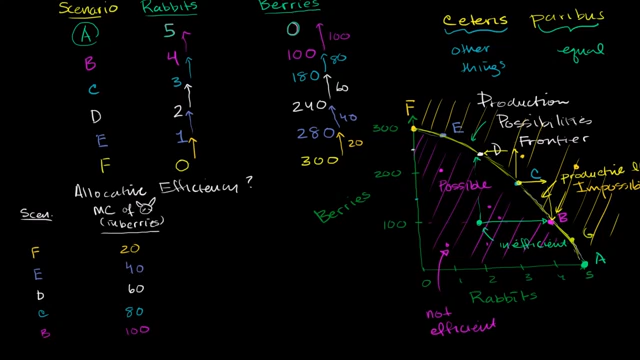 Scenario Rabbits Berries
A 5 0
B 4 100
C 3 180
D 2 240
E 1 280
F 0 300
100
80
60
40
20
Allocative Efficiency?
Scen. MC of
(in berries)
F 20
E 40
D 60
C 80
B 100
Ceteris paribus
other things equal
Production
Possibilities
Frontier
F
E
D
C
B
G
A
300
200
100
0 1 2 3 4 5
Berries
Rabbits
Possible
Impossib
inefficient
not
efficient